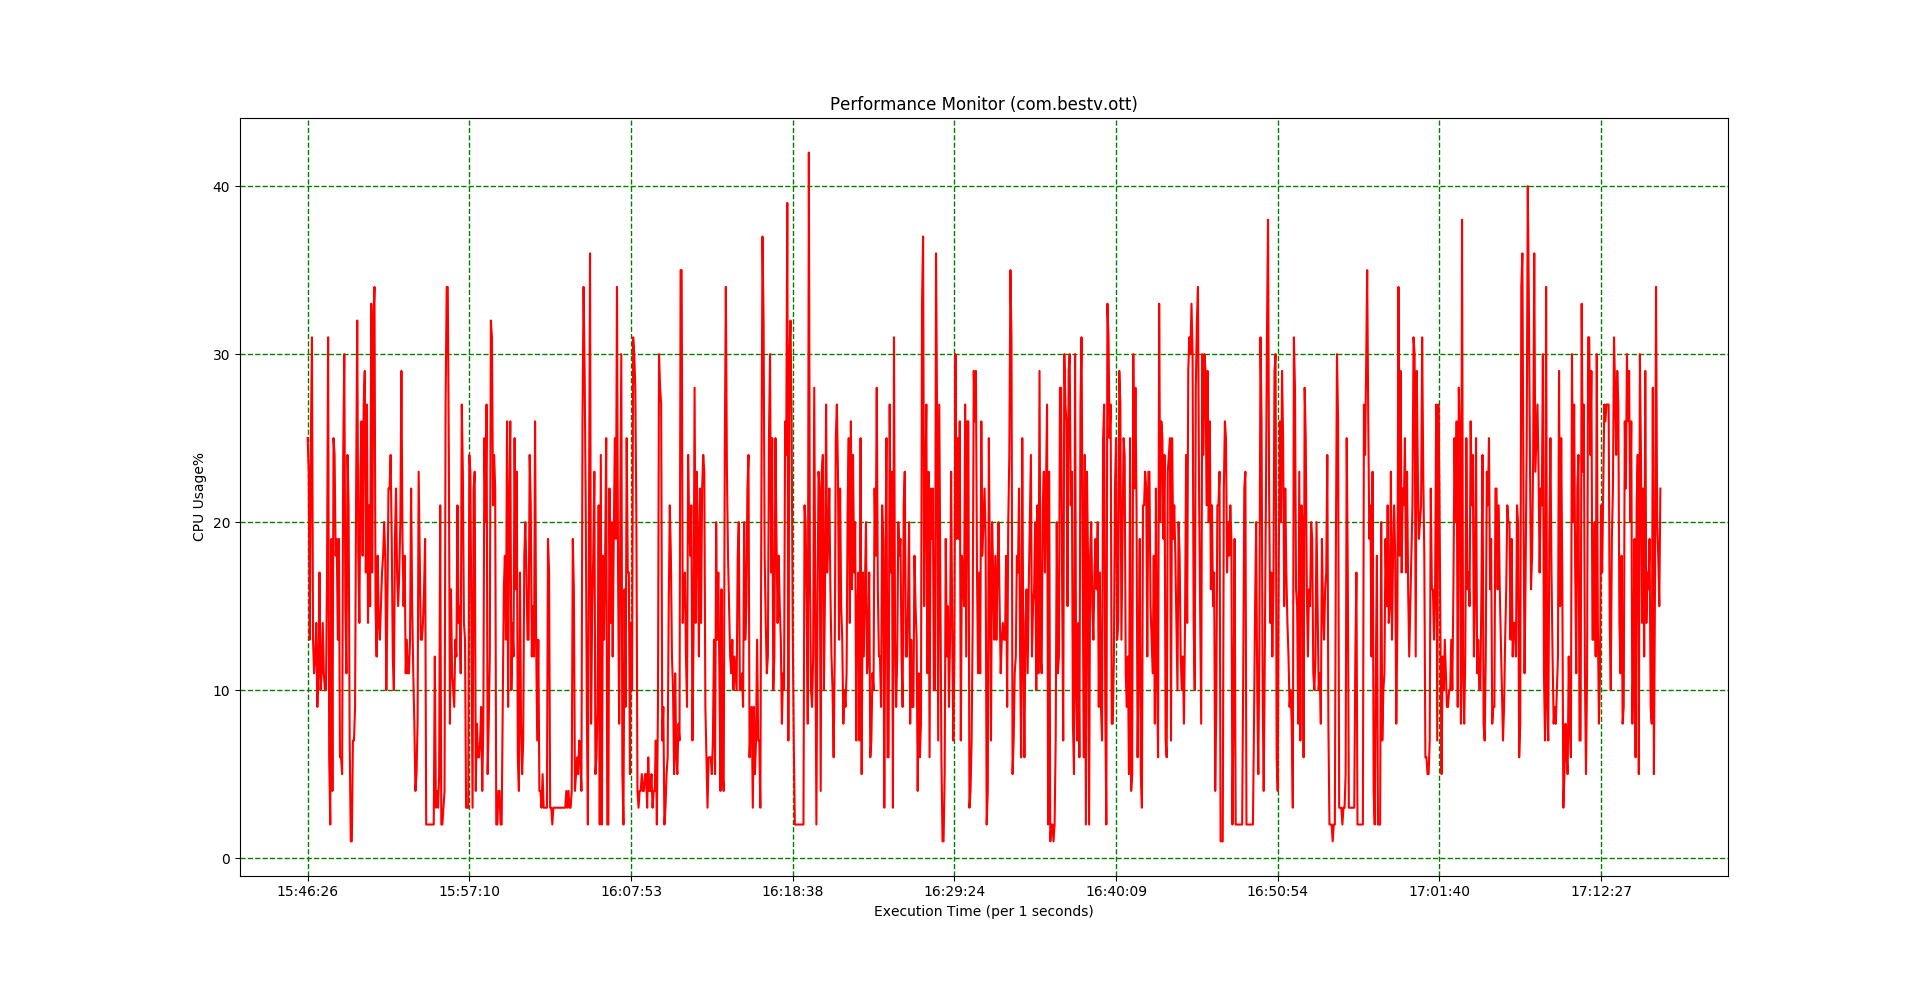 Performance Monitor (com.bestv.ott)
CPU Usage%
40
30
20
10
0
15:46:26 15:57:10 16:07:53 16:18:38 16:29:24 16:40:09 16:50:54 17:01:40 17:12:27
Execution Time (per 1 seconds)